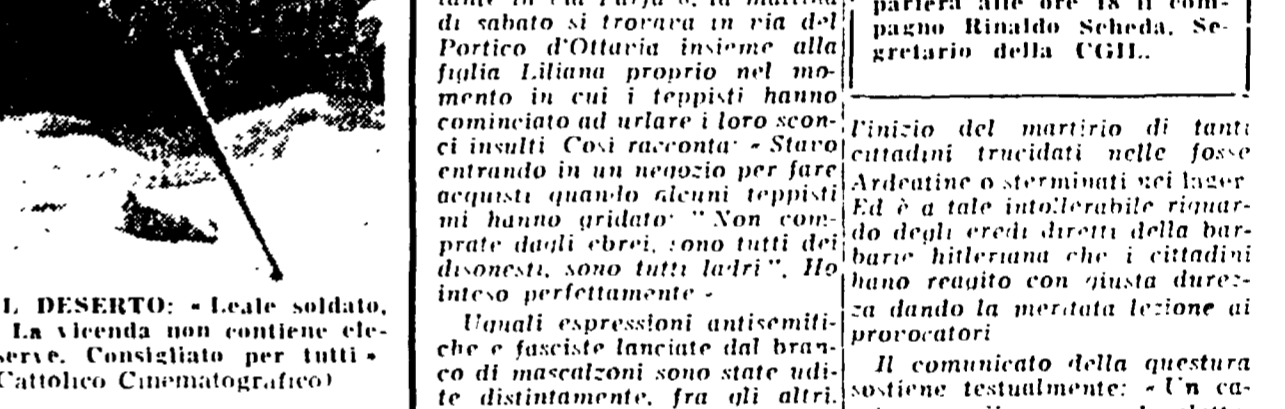 L DESERTO: « Leale soldato,
La vicenda non contiene ele-
serve. Consigliato per tutti »
Cattolico Cinematografico)
di sabato si trovava in via del
Portico d'Ottavia insieme alla
figlia Liliana proprio nel mo-
mento in cui i teppisti hanno
cominciato ad urlare i loro scon-
ci insulti Così racconta: « Stavo
entrando in un negozio per fare
acquisti quando alcuni teppisti
mi hanno gridato: " Non com-
prate dagli ebrei, sono tutti dei
disonesti, sono tutti ladri ". Ho
inteso perfettamente »
Uguali espressioni antisemiti-
che e fasciste lanciate dal bran-
co di mascalzoni sono state udi-
te distintamente, fra gli altri,
parlerà alle ore 18 il com-
pagno Rinaldo Scheda, Se-
gretario della CGIL.
l'inizio del martirio di tanti
cittadini trucidati nelle fosse
Ardeatine o sterminati nei lager
Ed è a tale intollerabile riguar-
do degli eredi diretti della bar-
barie hitleriana che i cittadini
hano reagito con giusta durez-
za dando la meritata lezione ai
provocatori
Il comunicato della questura
sostiene testualmente: « Un ca-